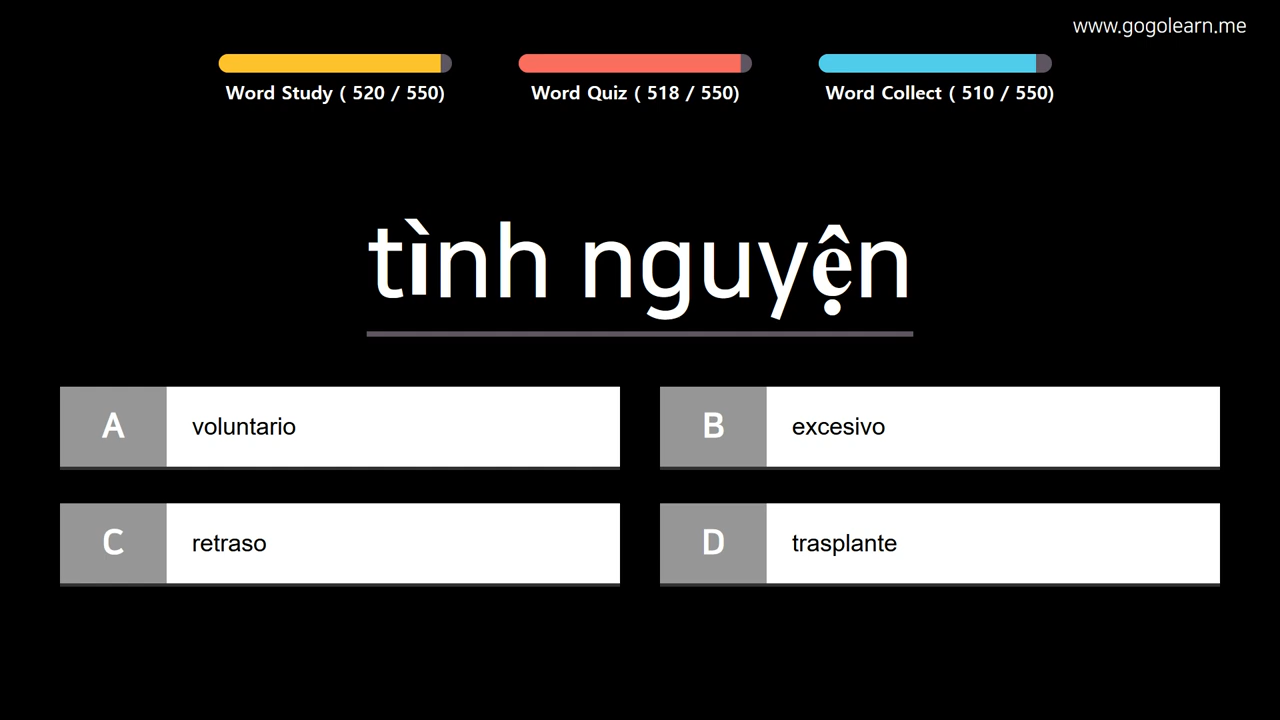 www.gogolearn.me
Word Study ( 520 / 550)
Word Quiz ( 518 / 550)
Word Collect ( 510 / 550)
tình nguyện
A voluntario
B excesivo
C retraso
D trasplante